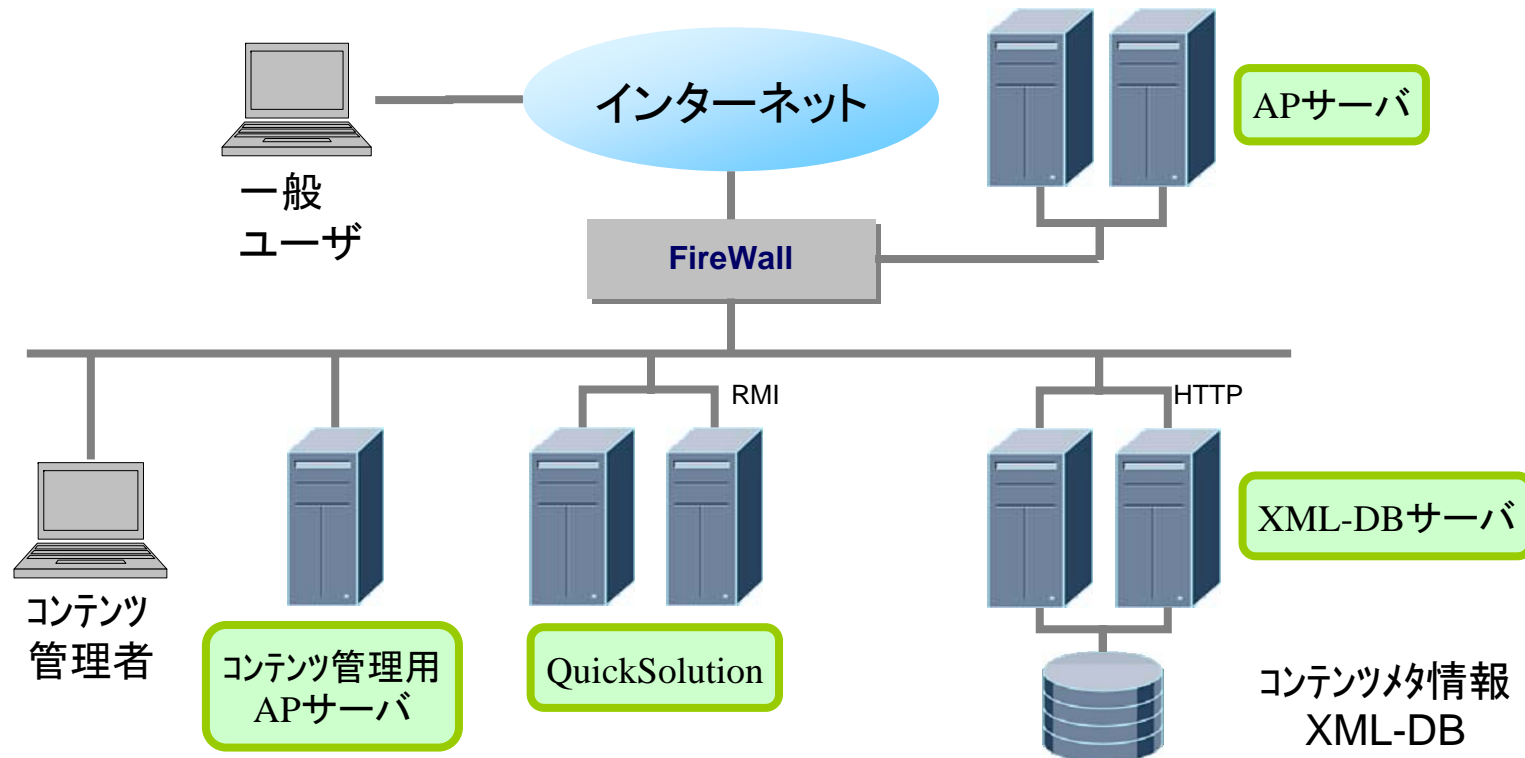 インターネット
APサーバ
一般
ユーザ
FireWall
RMI
HTTP
XML-DBサーバ
コンテンツ
管理者
コンテンツ管理用
APサーバ
QuickSolution
コンテンツメタ情報
XML-DB